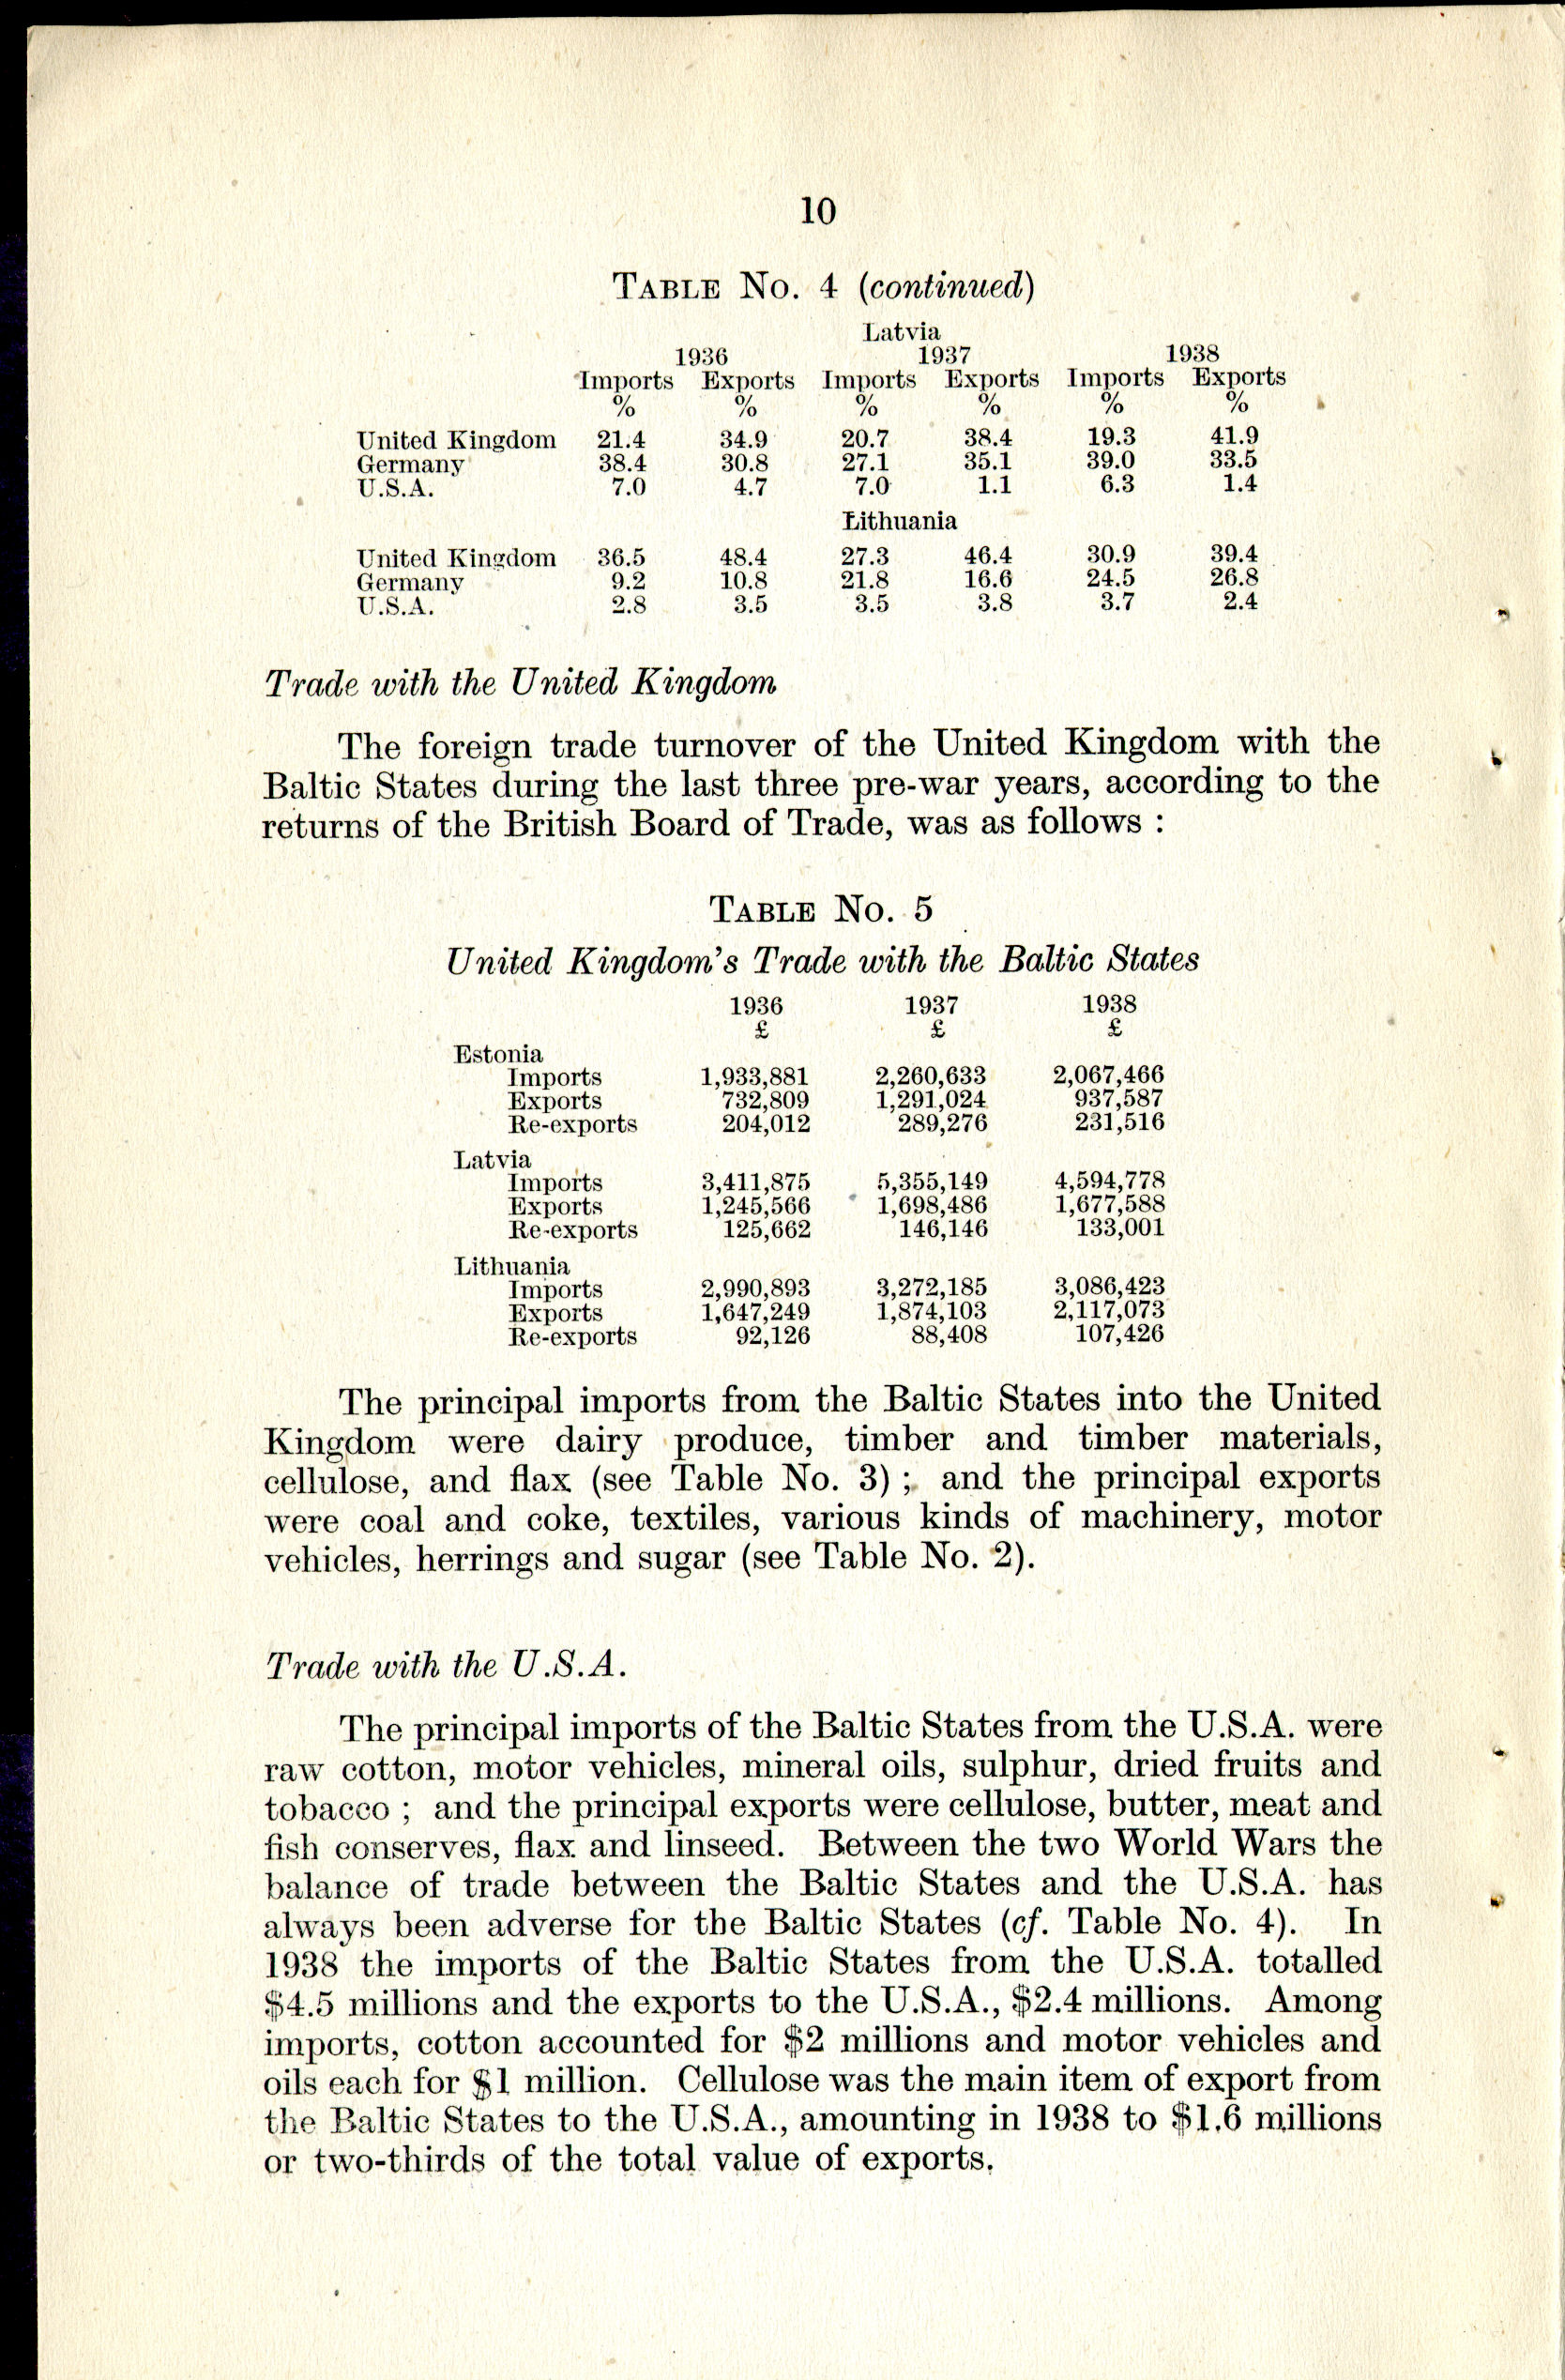 10
TABLE No. 4 (continued)
Latvia
1936 1937 1938
Imports Exports Imports Exports Imports Exports
% % % % % %
United Kingdom 21.4 34.9 20.7 38.4 19.3 41.9
Germany 38.4 30.8 27.1 35.1 39.0 33.5
U.S.A. 7.0 4.7 7.0 1.1 6.3 1.4
Lithuania
United Kingdom 36.5 48.4 27.3 46.4 30.9 39.4
Germany 9.2 10.8 21.8 16.6 24.5 26.8
U.S.A. 2.8 3.5 3.5 3.8 3.7 2.4
Trade with the United Kingdom
The foreign trade turnover of the United Kingdom with the
Baltic States during the last three pre-war years, according to the
returns of the British Board of Trade, was as follows :
TABLE No. 5
United Kingdom's Trade with the Baltic States
1936 1937 1938
£ £ £
Estonia
Imports 1,933,881 2,260,633 2,067,466
Exports 732,809 1,291,024 937,587
Re-exports 204,012 289,276 231,516
Latvia
Imports 3,411,875 5,355,149 4,594,778
Exports 1,245,566 1,698,486 1,677,588
Re-exports 125,662 146,146 133,001
Lithuania
Imports 2,990,893 3,272,185 3,086,423
Exports 1,647,249 1,874,103 2,117,073
Re-exports 92,126 88,408 107,426
The principal imports from the Baltic States into the United
Kingdom were dairy produce, timber and timber materials,
cellulose, and flax (see Table No. 3) ; and the principal exports
were coal and coke, textiles, various kinds of machinery, motor
vehicles, herrings and sugar (see Table No. 2).
Trade with the U.S.A.
The principal imports of the Baltic States from the U.S.A. were
raw cotton, motor vehicles, mineral oils, sulphur, dried fruits and
tobacco ; and the principal exports were cellulose, butter, meat and
fish conserves, flax and linseed. Between the two World Wars the
balance of trade between the Baltic States and the U.S.A. has
always been adverse for the Baltic States (cf. Table No. 4). In
1938 the imports of the Baltic States from the U.S.A. totalled
$4.5 millions and the exports to the U.S.A., $2.4 millions. Among
imports, cotton accounted for $2 millions and motor vehicles and
oils each for $1 million. Cellulose was the main item of export from
the Baltic States to the U.S.A., amounting in 1938 to $1.6 millions
or two-thirds of the total value of exports.